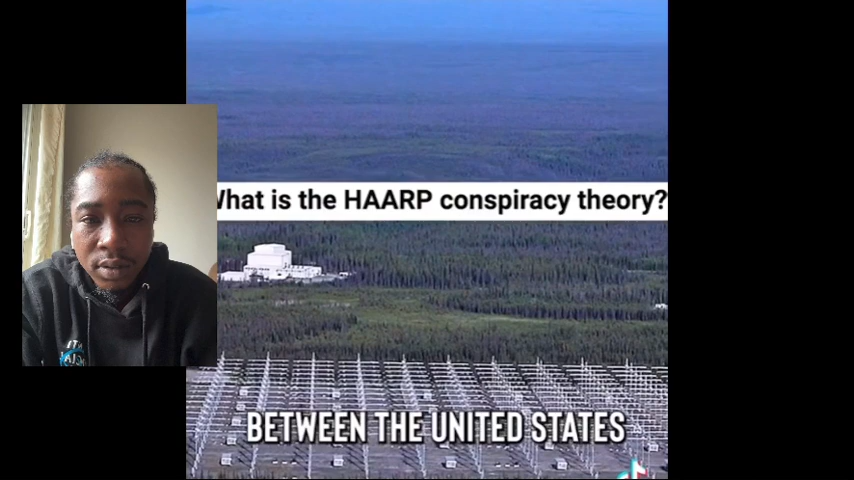 What is the HAARP conspiracy theory?
BETWEEN THE UNITED STATES